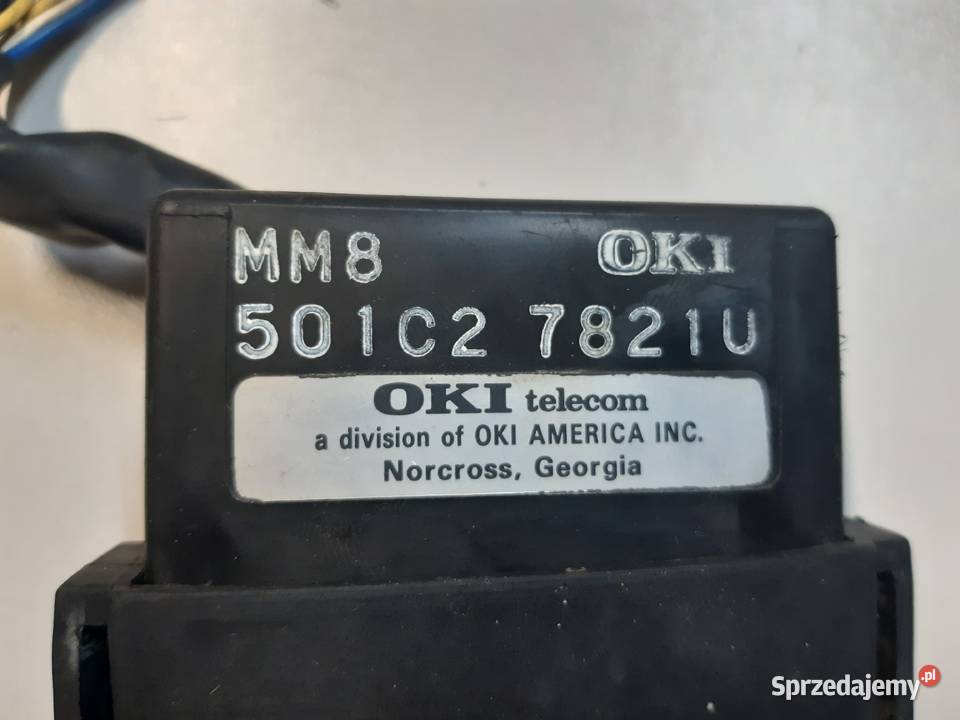 MM8 OKI
501C2 7821U
OKI telecom
a division of OKI AMERICA INC.
Norcross, Georgia
Sprzedajemy.pl